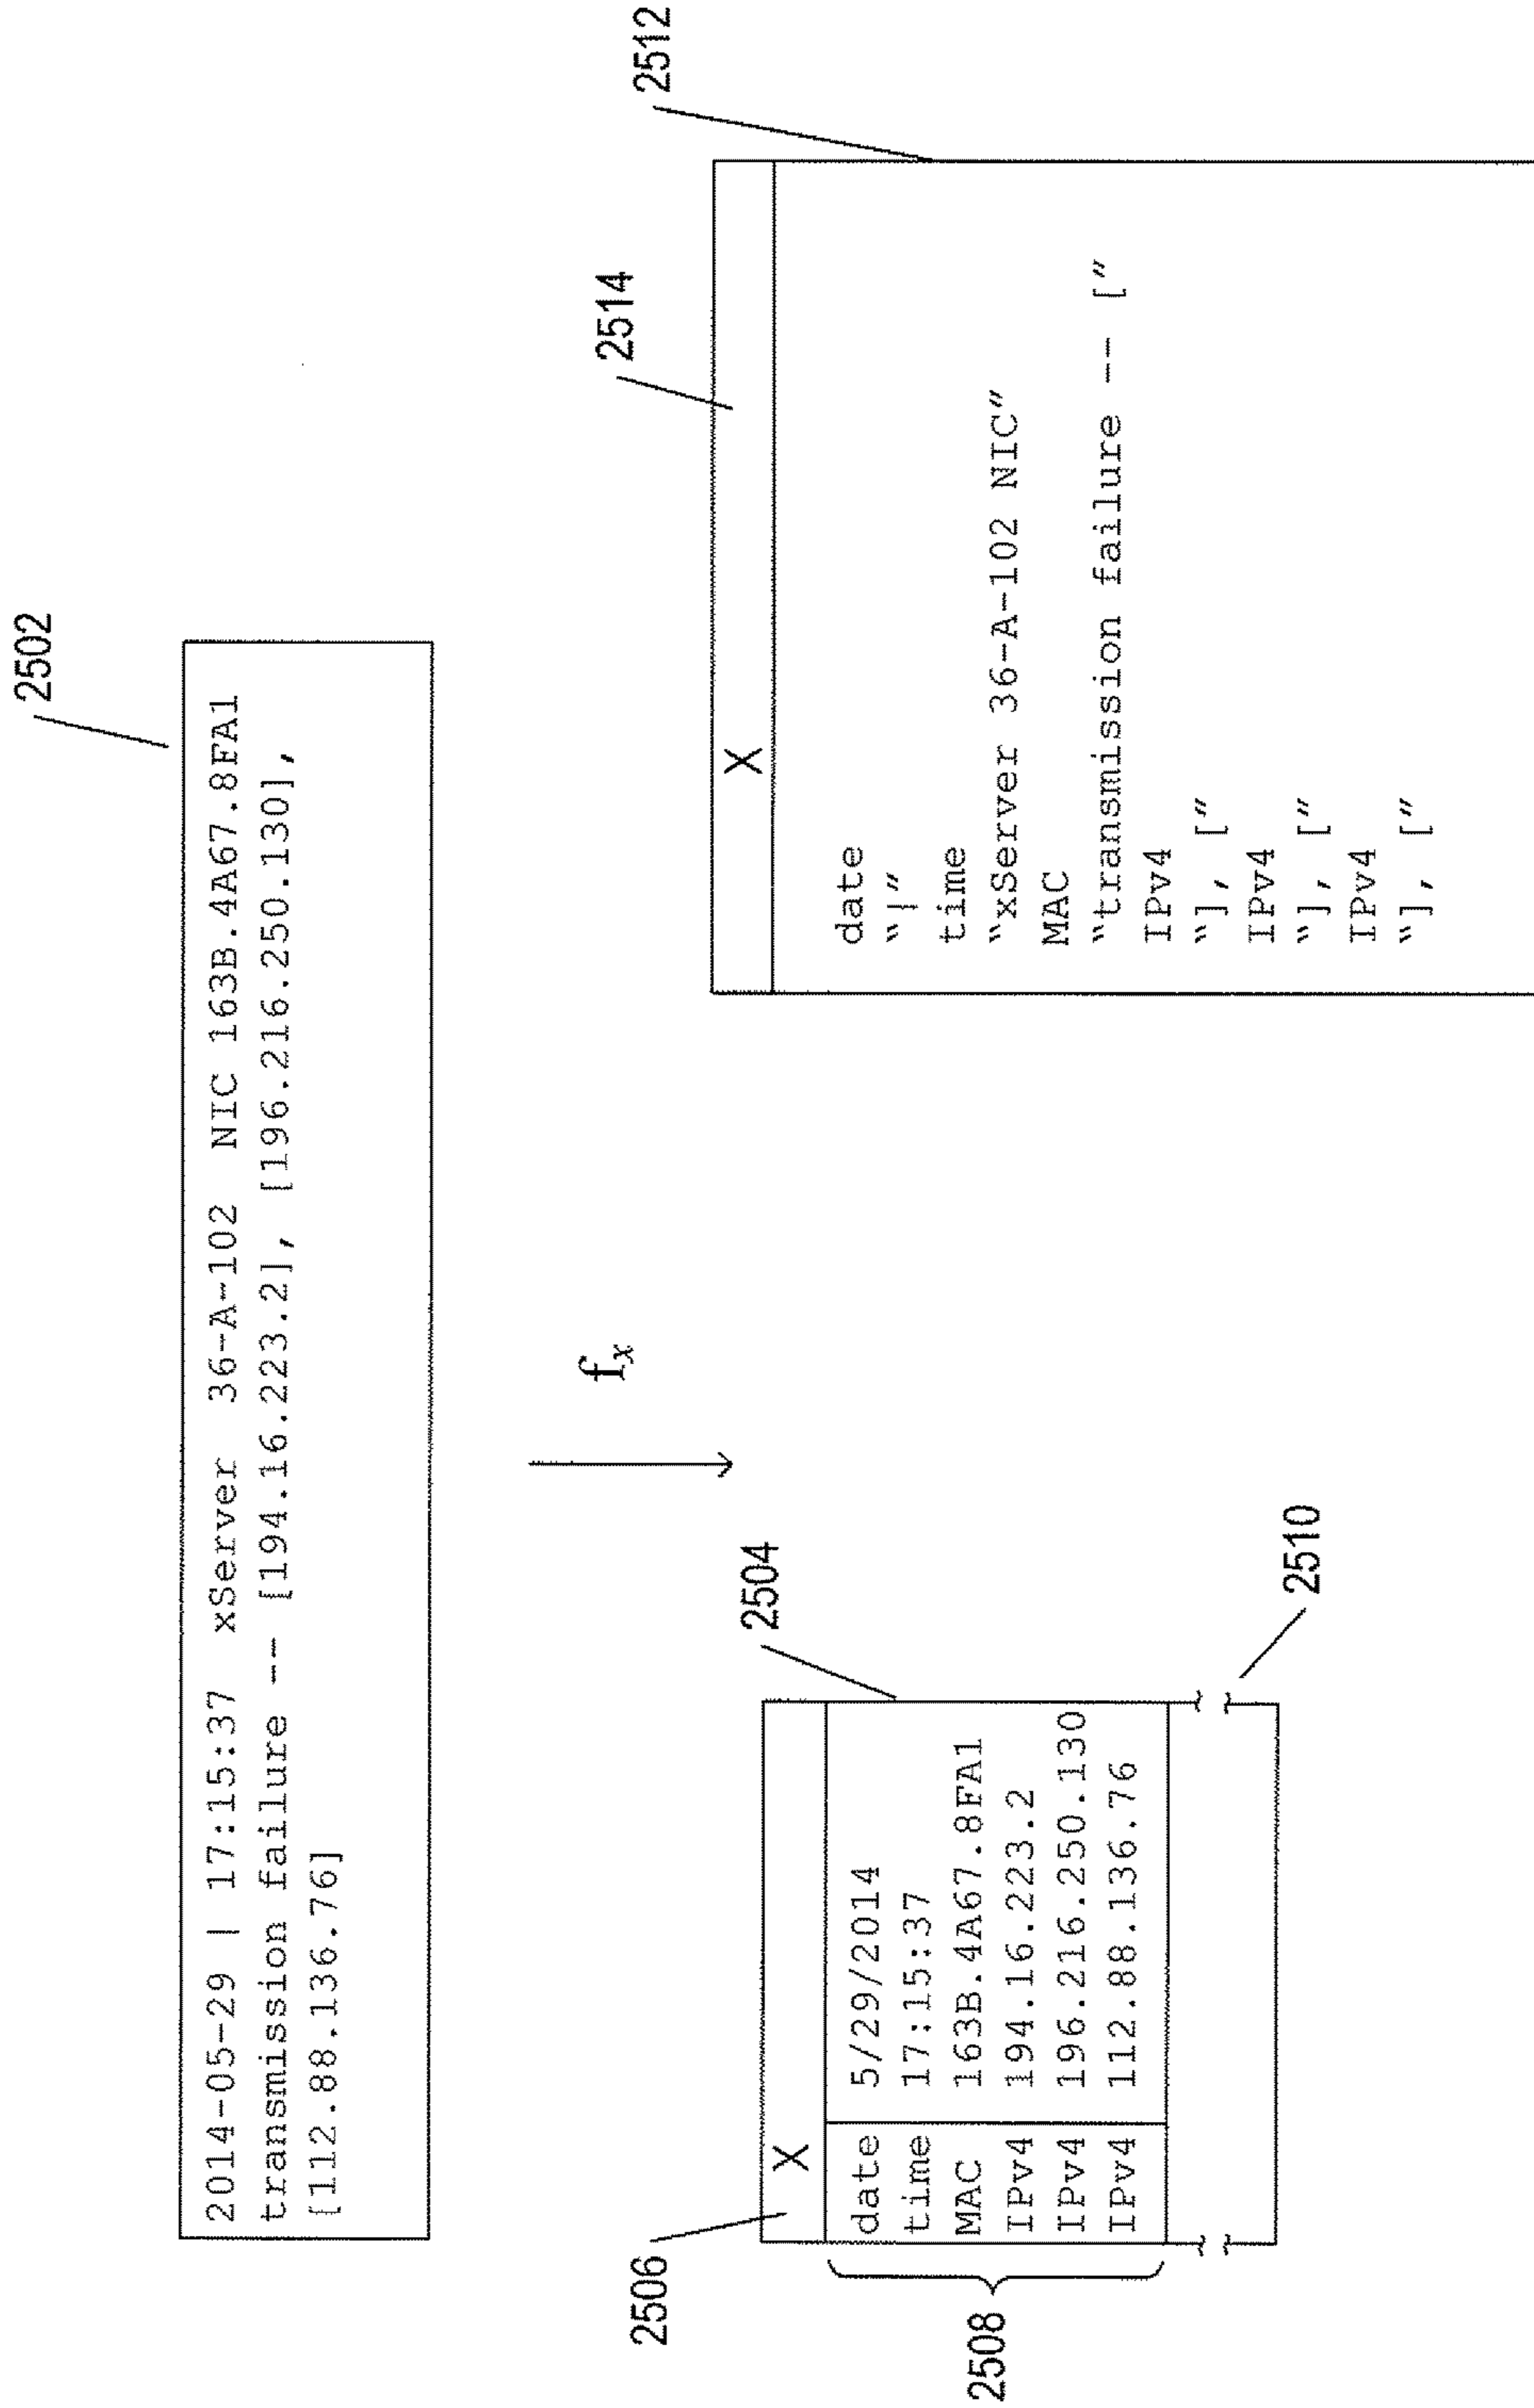 2502
2014-05-29 | 17:15:37 xServer 36-A-102 NIC 163B.4A67.8FA1
transmission failure -- [194.16.223.2], [196.216.250.130],
[112.88.136.76]
fx
2506
2504
X
date 5/29/2014
time 17:15:37
MAC 163B.4A67.8FA1
IPv4 194.16.223.2
IPv4 196.216.250.130
IPv4 112.88.136.76
2508
2510
2514
2512
X
date
"|"
time
"xServer 36-A-102 NIC"
MAC
"transmission failure -- ["
IPv4
"], ["
IPv4
"], ["
IPv4
"], ["